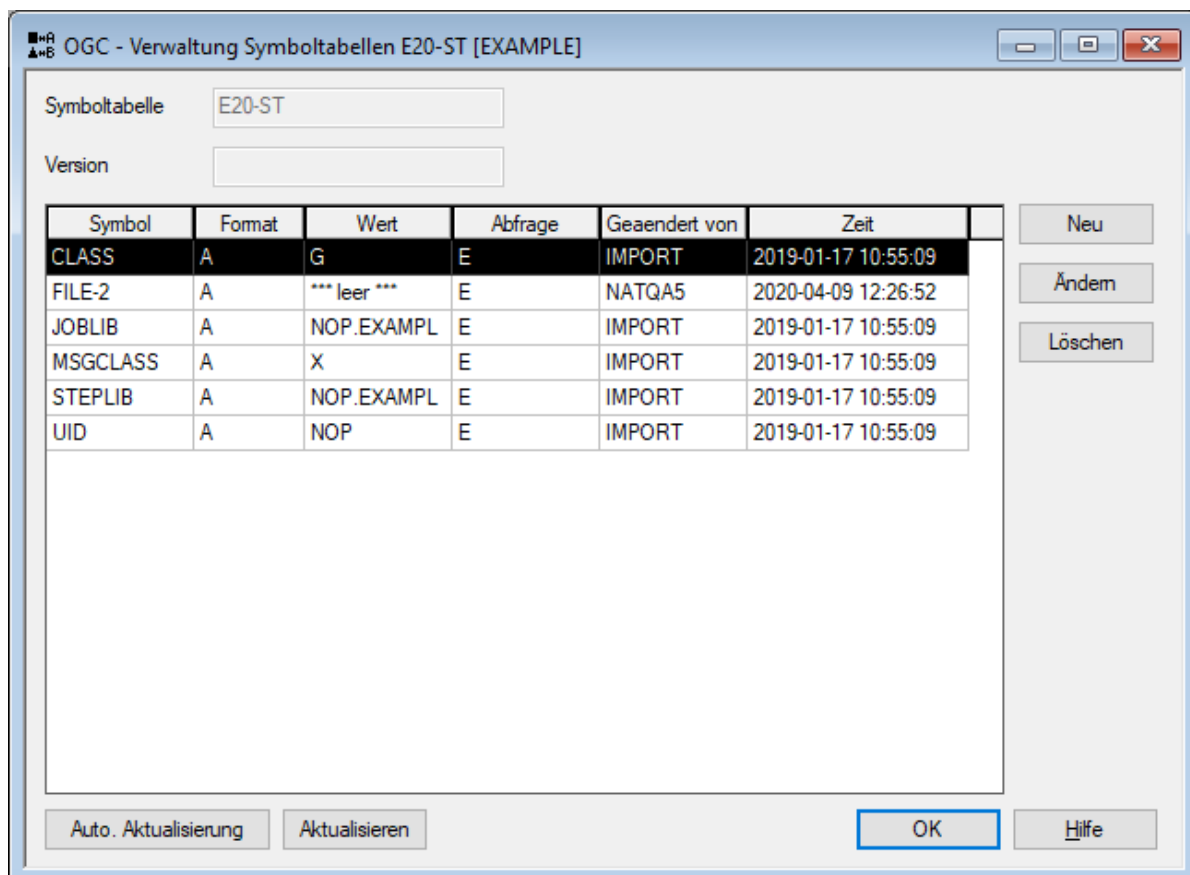 OGC - Verwaltung Symboltabellen E20-ST [EXAMPLE]
Symboltabelle E20-ST
Version
Symbol Format Wert Abfrage Geaendert von Zeit
CLASS A G E IMPORT 2019-01-17 10:55:09
FILE-2 A *** leer *** E NATQA5 2020-04-09 12:26:52
JOBLIB A NOP.EXAMPL E IMPORT 2019-01-17 10:55:09
MSGCLASS A X E IMPORT 2019-01-17 10:55:09
STEPLIB A NOP.EXAMPL E IMPORT 2019-01-17 10:55:09
UID A NOP E IMPORT 2019-01-17 10:55:09
Neu
Ändern
Löschen
Auto. Aktualisierung Aktualisieren OK Hilfe